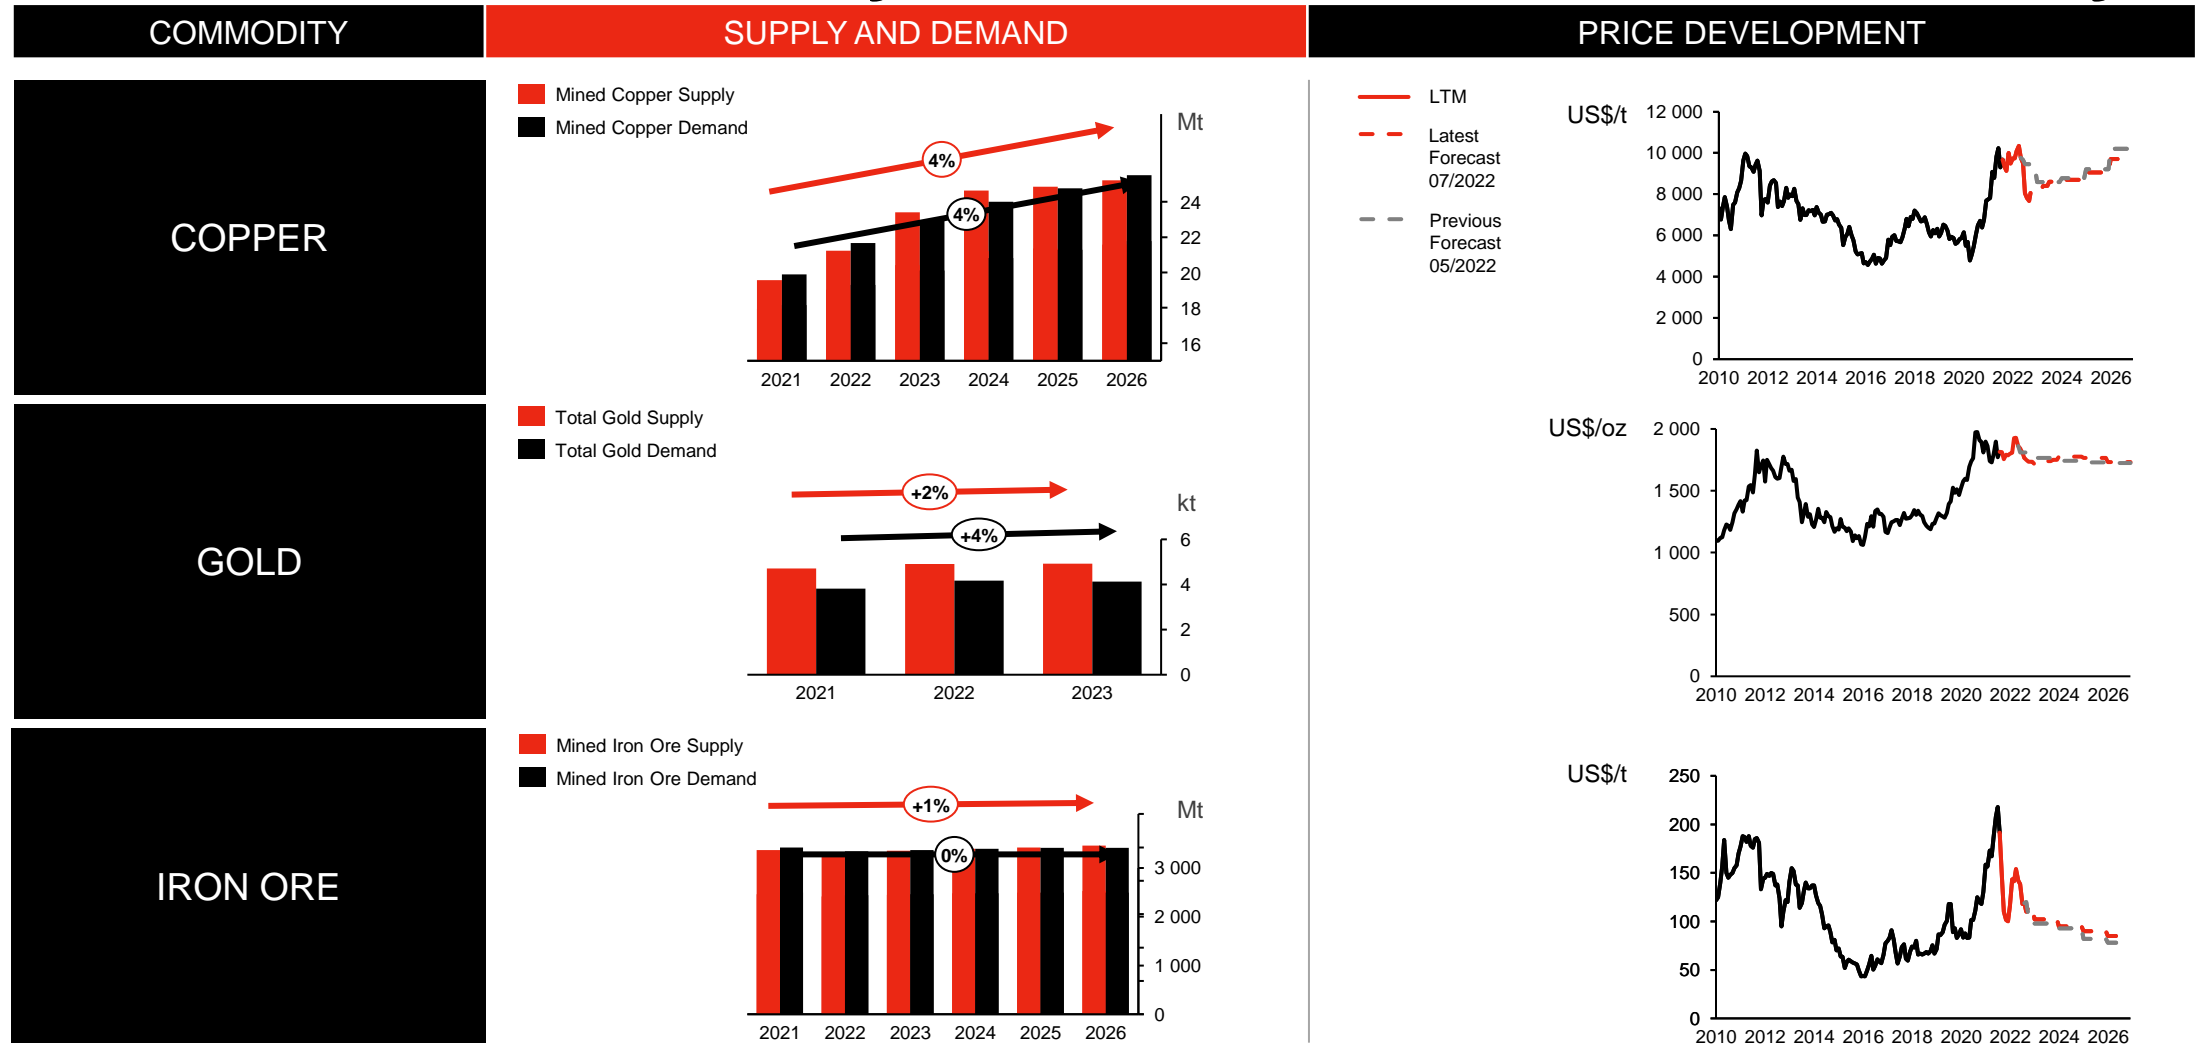 COMMODITY
SUPPLY AND DEMAND
PRICE DEVELOPMENT
COPPER
Mined Copper Supply
Mined Copper Demand
4%
4%
Mt
24
22
20
18
16
2021 2022 2023 2024 2025 2026
LTM
Latest
Forecast
07/2022
Previous
Forecast
05/2022
US$/t
12 000
10 000
8 000
6 000
4 000
2 000
0
2010 2012 2014 2016 2018 2020 2022 2024 2026
GOLD
Total Gold Supply
Total Gold Demand
+2%
+4%
kt
6
4
2
0
2021 2022 2023
US$/oz
2 000
1 500
1 000
500
0
2010 2012 2014 2016 2018 2020 2022 2024 2026
IRON ORE
Mined Iron Ore Supply
Mined Iron Ore Demand
+1%
0%
Mt
3 000
2 000
1 000
0
2021 2022 2023 2024 2025 2026
US$/t
250
200
150
100
50
0
2010 2012 2014 2016 2018 2020 2022 2024 2026